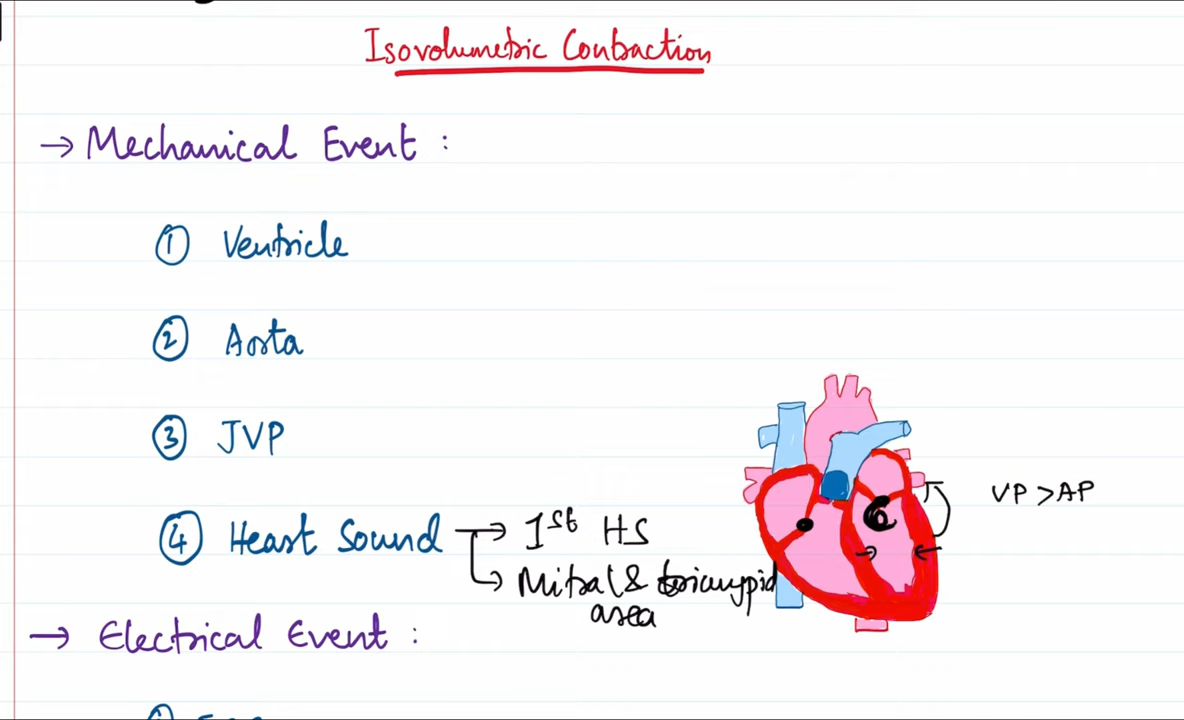 Isovolumetric Contraction
→ Mechanical Event :
① Ventricle
② Aorta
③ JVP
④ Heart Sound → 1st HS
→ Mitral & tricuspid
area
VP > AP
→ Electrical Event :